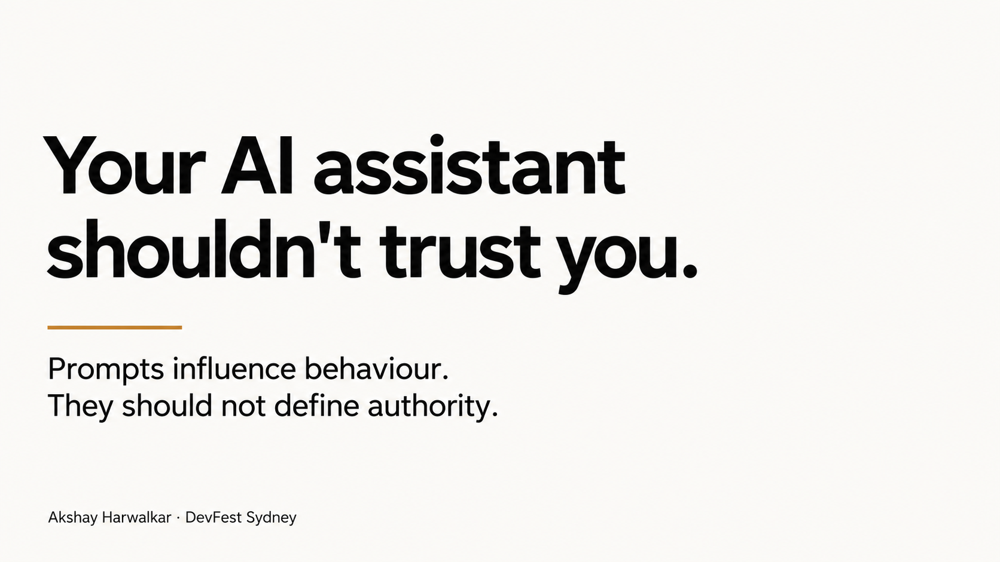 Your AI assistant
shouldn't trust you.
Prompts influence behaviour.
They should not define authority.
Akshay Harwalkar · DevFest Sydney